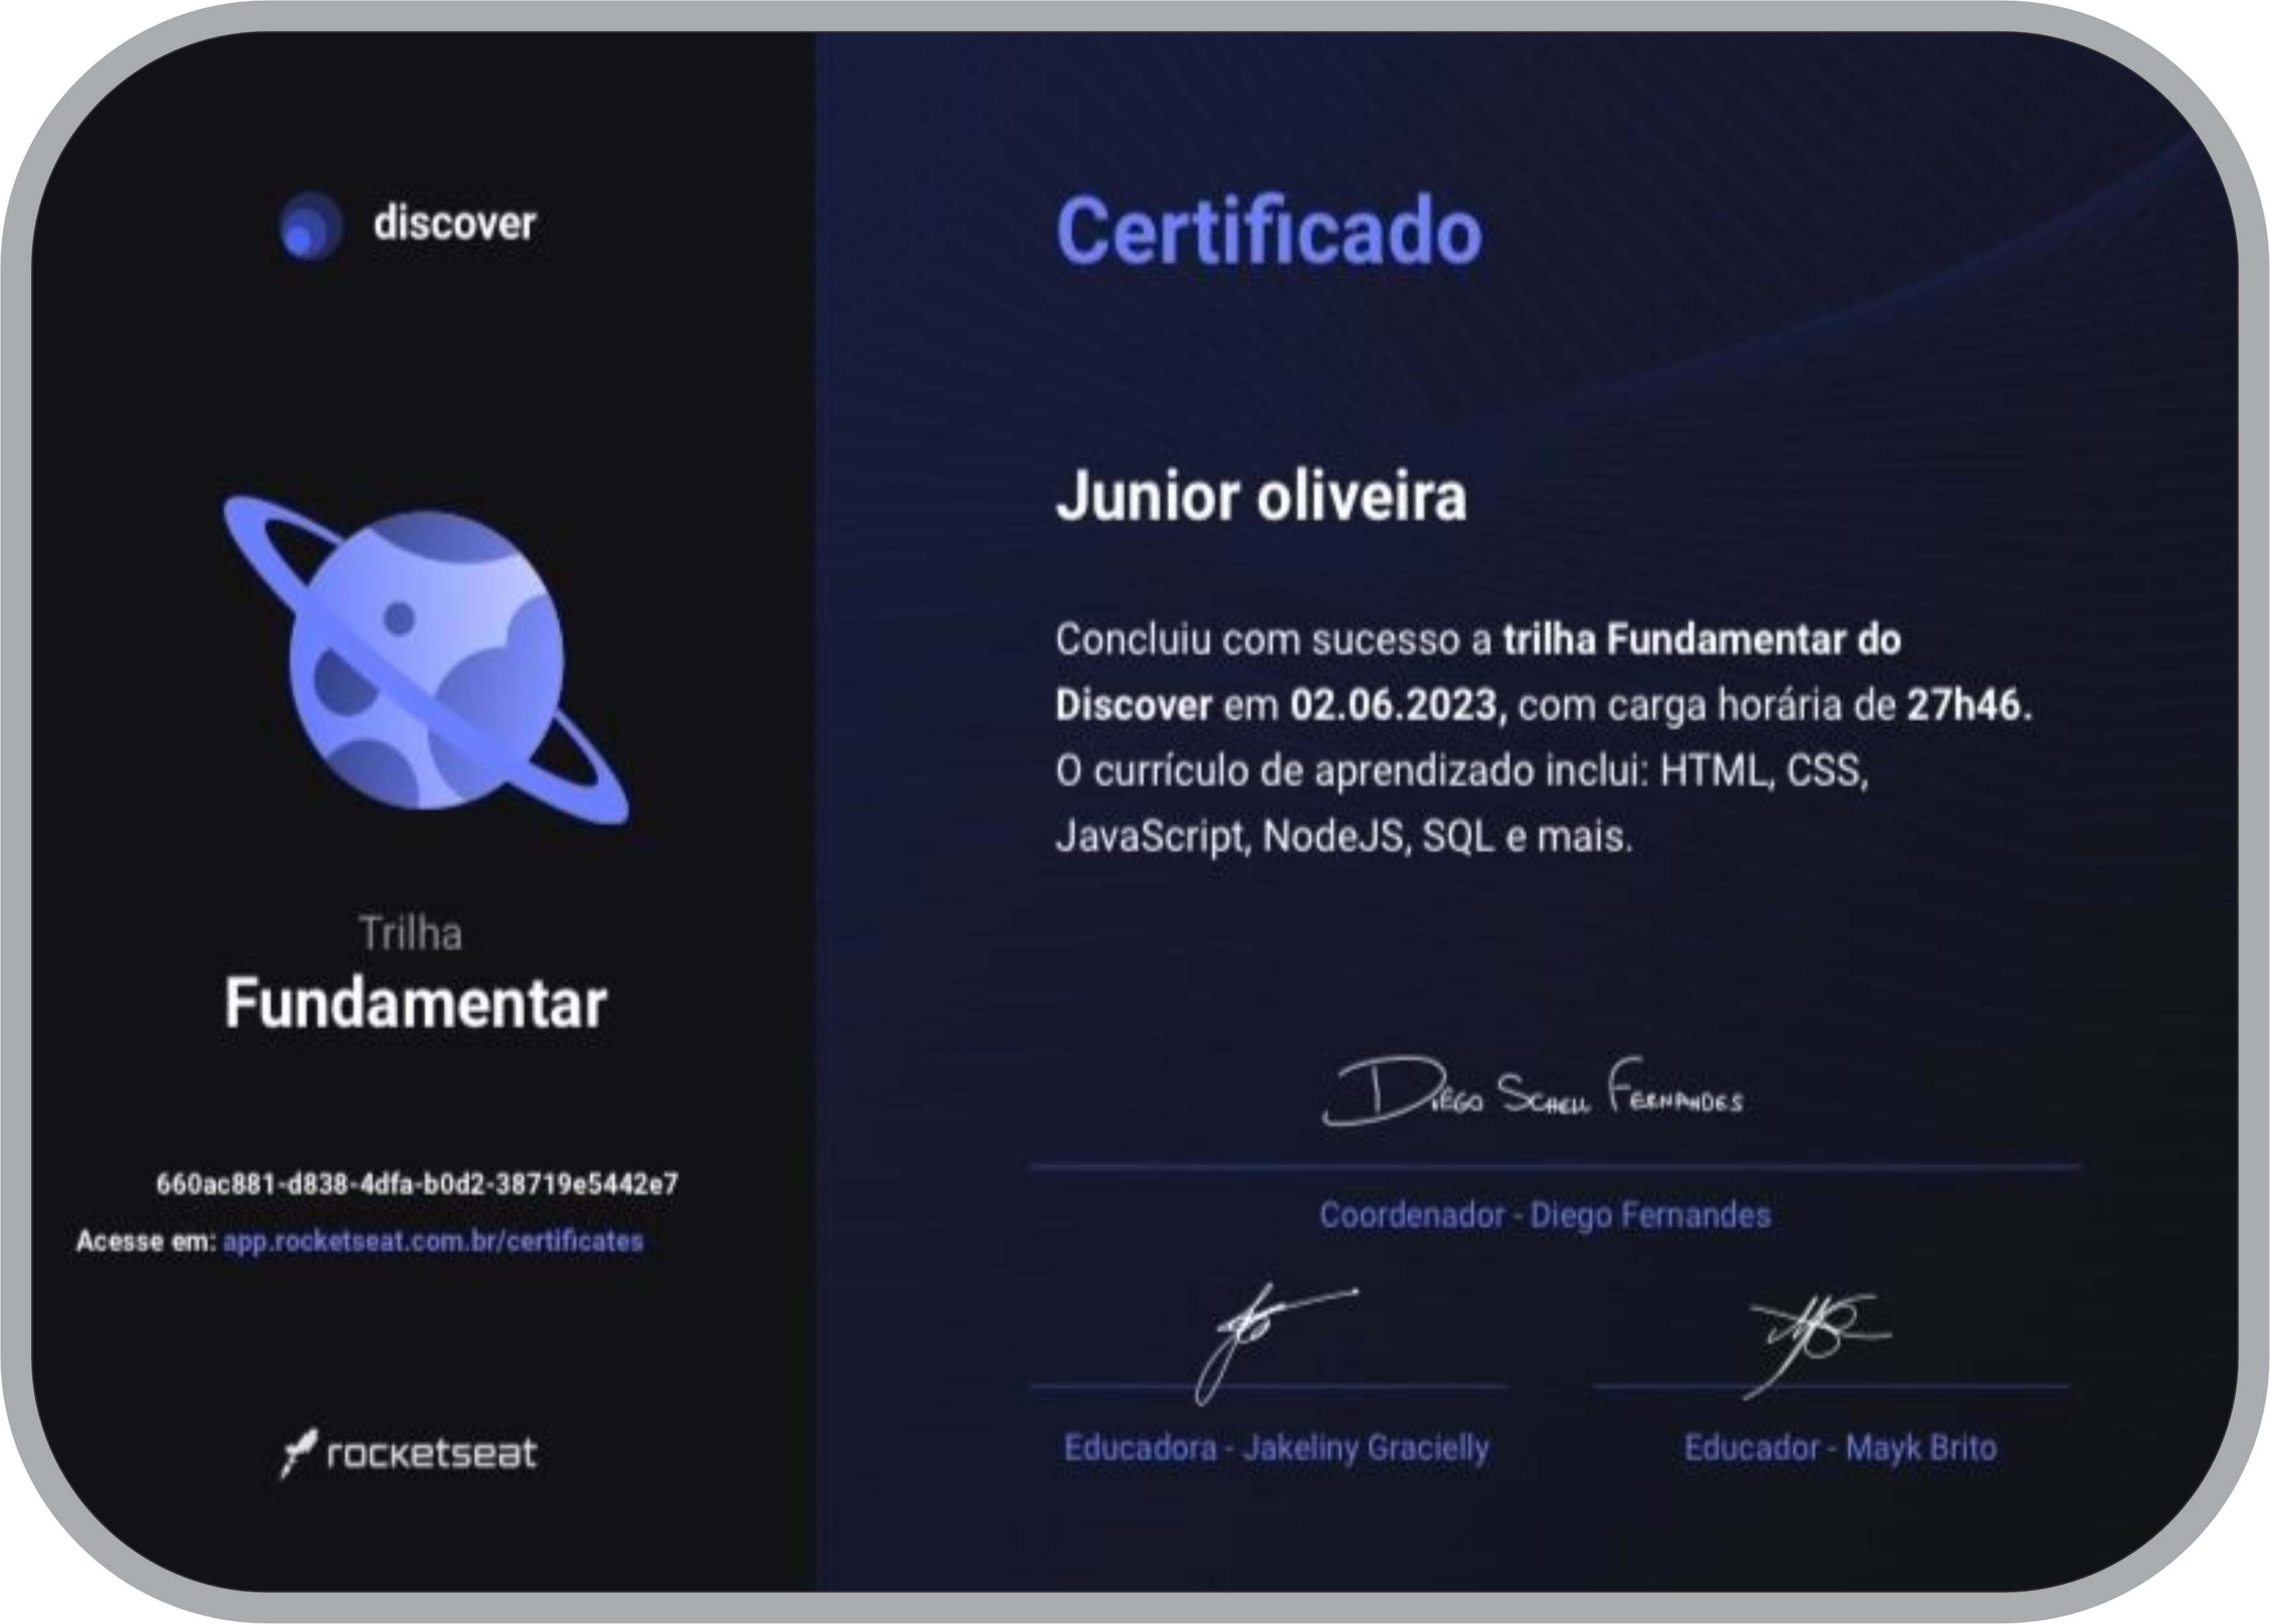 discover
Trilha
Fundamentar
660ac881-d838-4dfa-b0d2-38719e5442e7
Acesse em: app.rocketseat.com.br/certificates
rocketseat
Certificado
Junior oliveira
Concluiu com sucesso a trilha Fundamentar do
Discover em 02.06.2023, com carga horária de 27h46.
O currículo de aprendizado inclui: HTML, CSS,
JavaScript, NodeJS, SQL e mais.
Diego Schell Fernandes
Coordenador - Diego Fernandes
Educadora - Jakeliny Gracielly
Educador - Mayk Brito